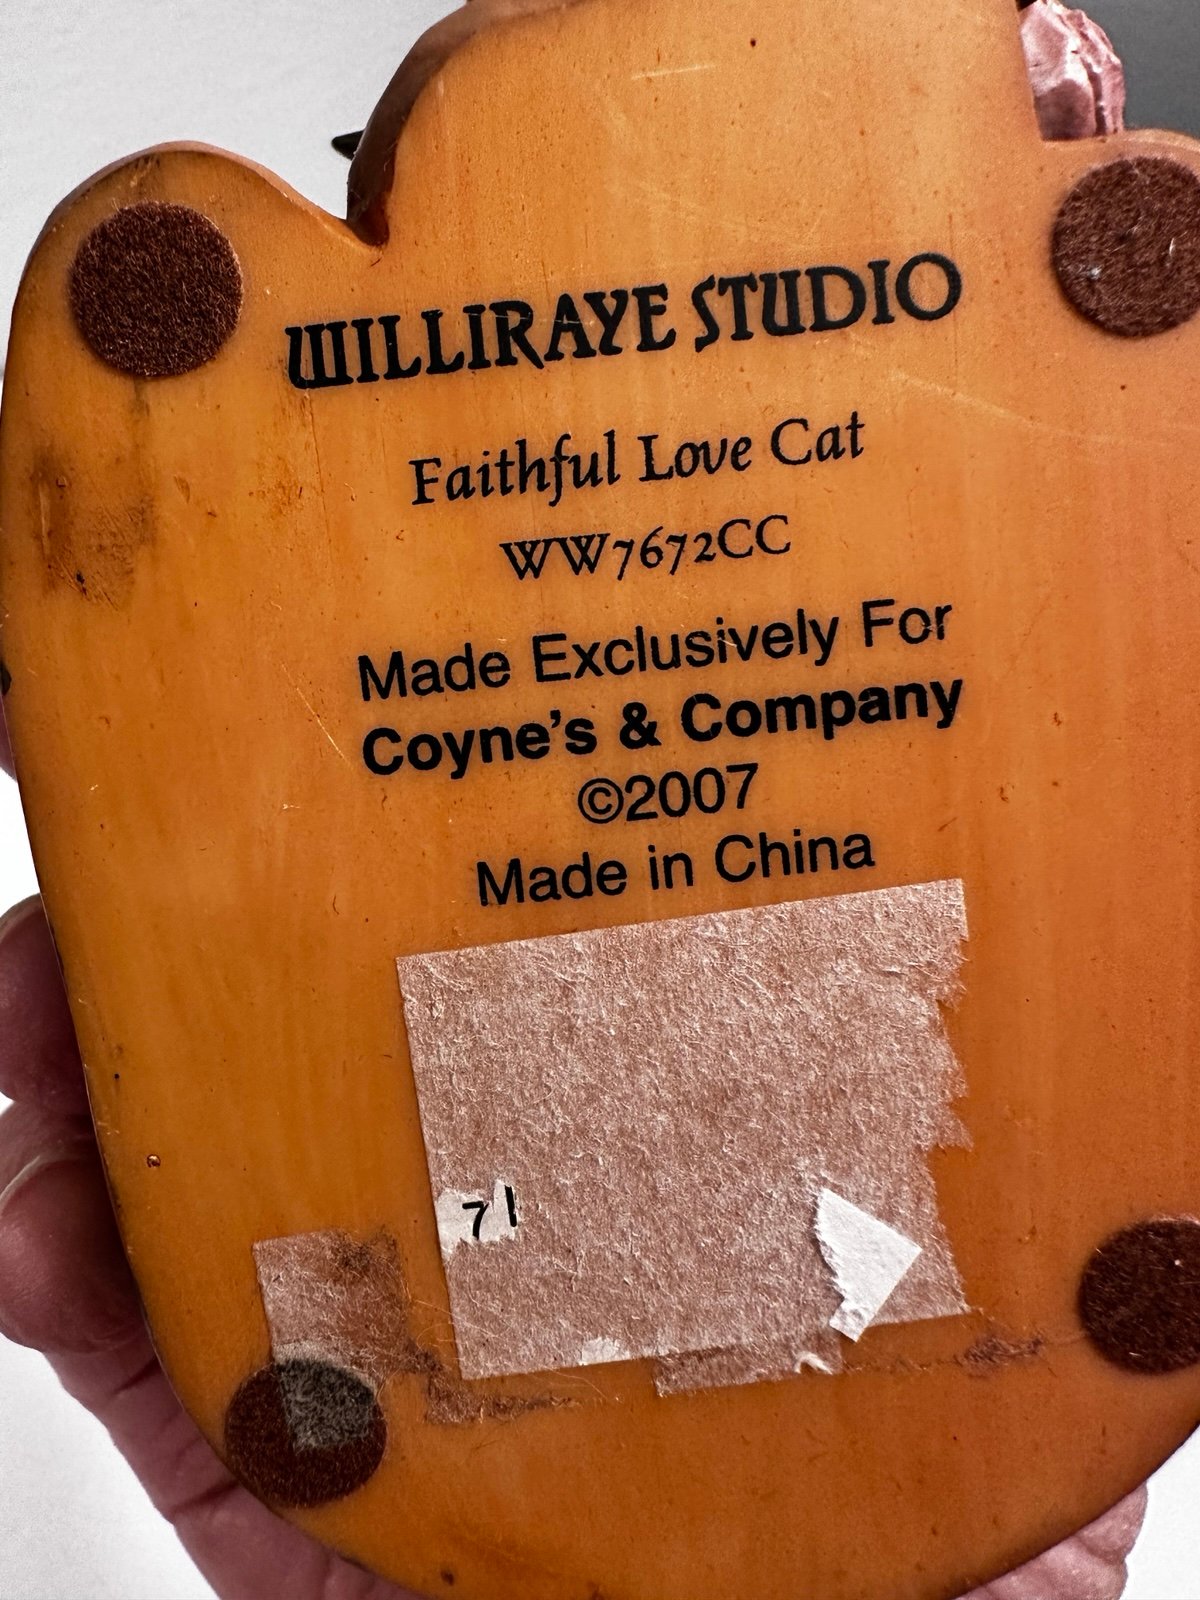 WILLIRAYE STUDIO
Faithful Love Cat
WW7672CC
Made Exclusively For
Coyne's & Company
©2007
Made in China
71